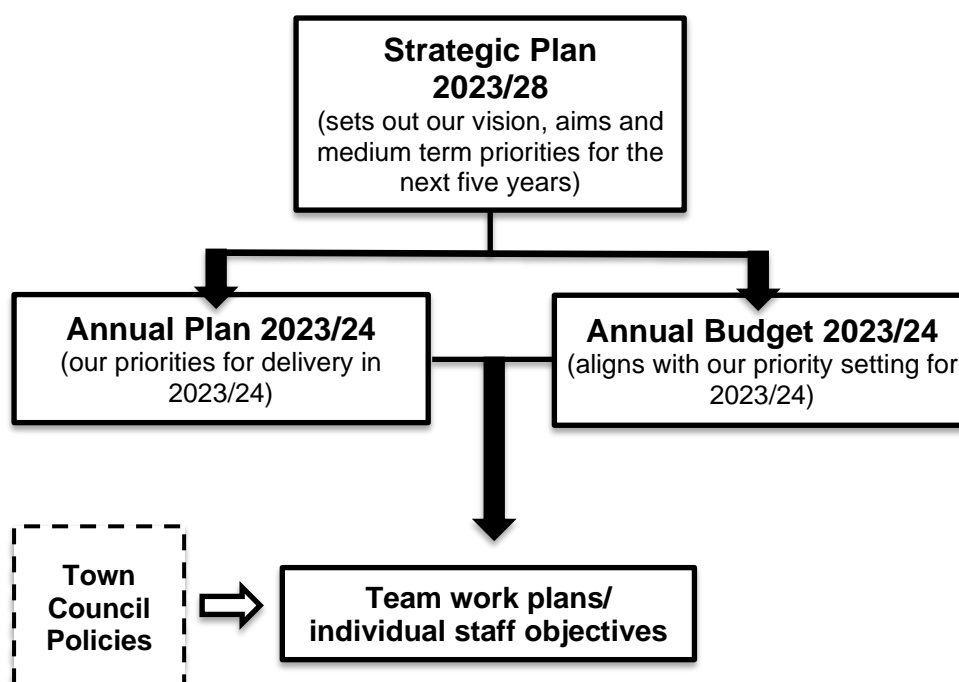 Strategic Plan
2023/28
(sets out our vision, aims and
medium term priorities for the
next five years)
Annual Plan 2023/24
(our priorities for delivery in
2023/24)
Annual Budget 2023/24
(aligns with our priority setting for
2023/24)
Town
Council
Policies
Team work plans/
individual staff objectives